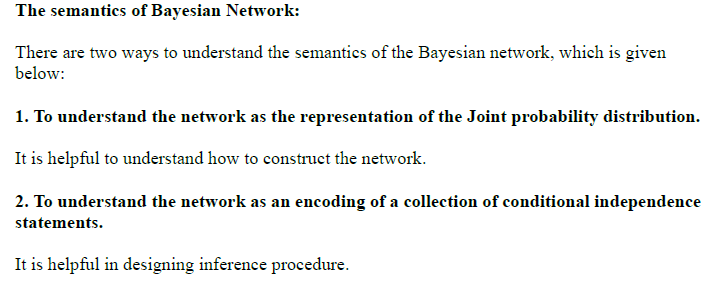 The semantics of Bayesian Network:
There are two ways to understand the semantics of the Bayesian network, which is given
below:
1. To understand the network as the representation of the Joint probability distribution.
It is helpful to understand how to construct the network.
2. To understand the network as an encoding of a collection of conditional independence
statements.
It is helpful in designing inference procedure.